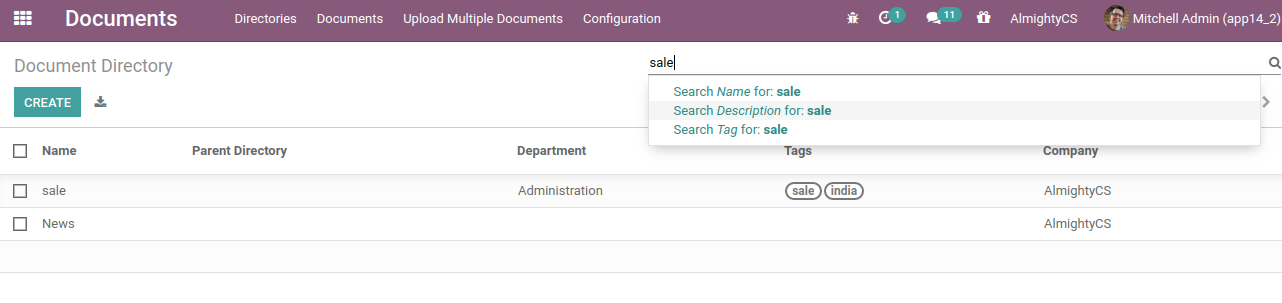 Documents Directories Documents Upload Multiple Documents Configuration 1 11 AlmightyCS Mitchell Admin (app14_2)
Document Directory sale
CREATE
Search Name for: sale
Search Description for: sale
Search Tag for: sale
Name Parent Directory Department Tags Company
sale Administration sale india AlmightyCS
News AlmightyCS